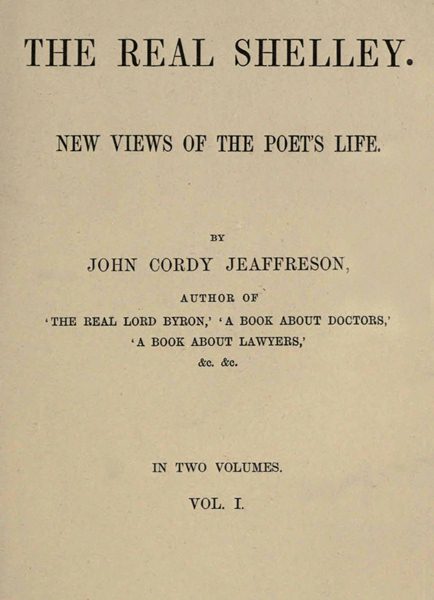 THE REAL SHELLEY.
NEW VIEWS OF THE POET'S LIFE.
BY
JOHN CORDY JEAFFRESON,
AUTHOR OF
‘THE REAL LORD BYRON,’ ‘A BOOK ABOUT DOCTORS,’
‘A BOOK ABOUT LAWYERS,’
&c. &c.
IN TWO VOLUMES.
VOL. I.